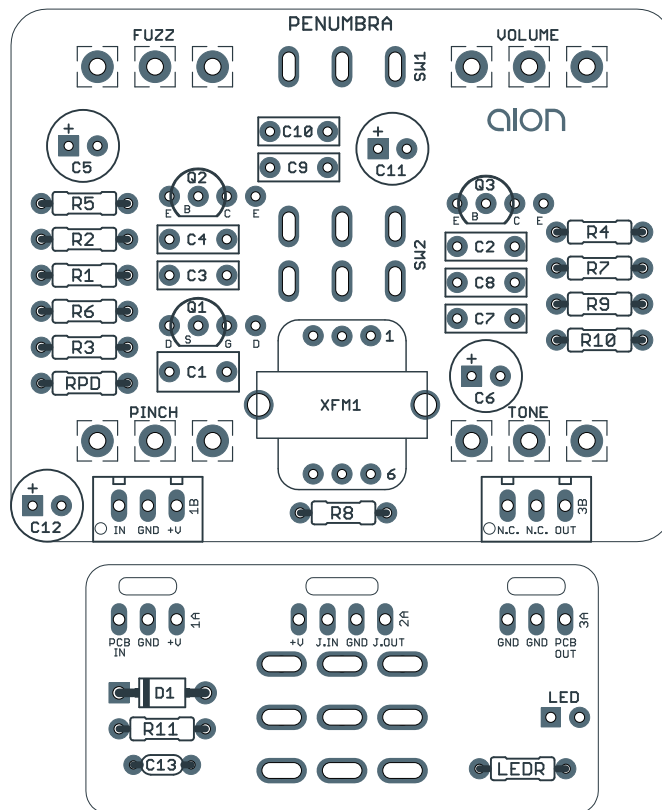 PENUMBRA
FUZZ
SW1
VOLUME
aion
C10
+
C5
C9
+
C11
Q2
E B C E
Q3
E B C E
R5
R2
C4
SW2
C2
R4
R1
C3
C8
R7
R6
Q1
D S G D
C7
R9
R3
1
R10
RPD
C1
XFM1
+
C6
PINCH
TONE
6
+
C12
IN GND +V
1B
R8
N.C. N.C. OUT
3B
PCB IN GND +V
1A
+V J.IN GND J.OUT
2A
GND GND PCB OUT
3A
D1
LED
R11
C13
LEDR